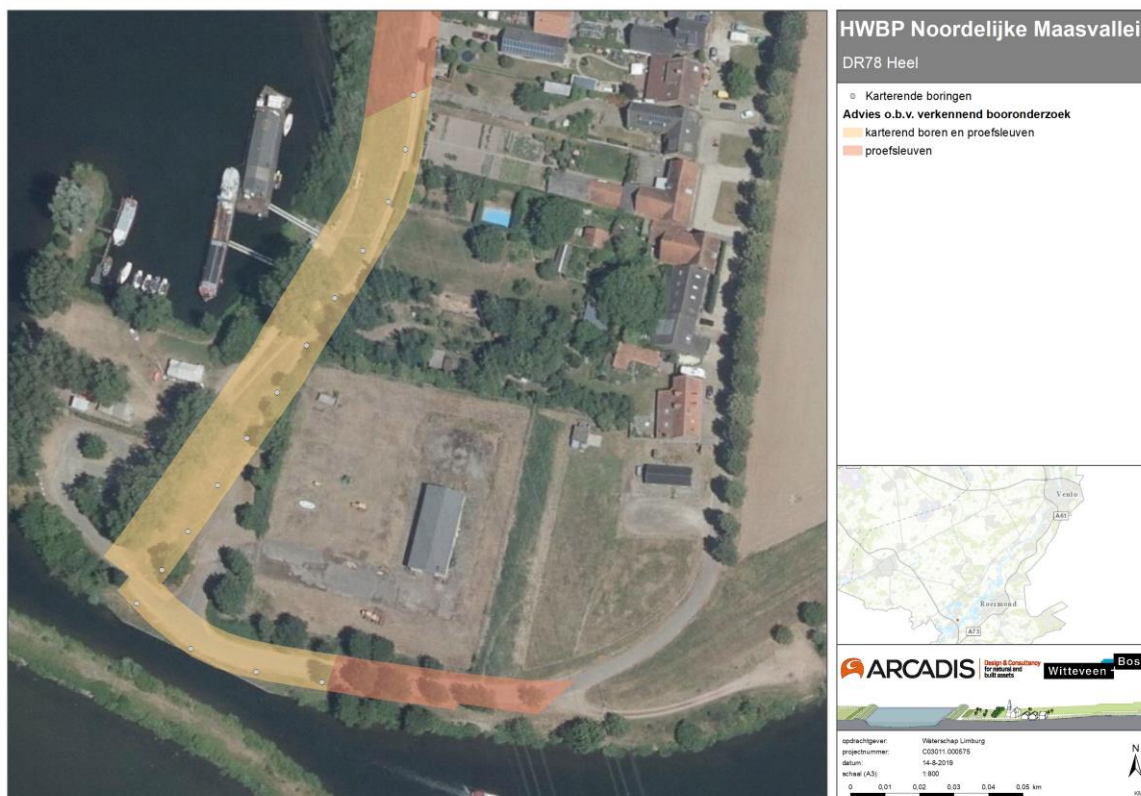 HWBP Noordelijke Maasvallei
DR78 Heel
Karterende boringen
Advies o.b.v. verkennend booronderzoek
karterend boren en proefsleuven
proefsleuven
Venlo
A61
Roermond
A73
ARCADIS
Design & Consultancy
for natural and
built assets
Witteveen + Bos
opdrachtgever: Waterschap Limburg
projectnummer: C03011.000575
datum: 14-8-2019
schaal (A3): 1:800
0 0,01 0,02 0,03 0,04 0,05 km
N